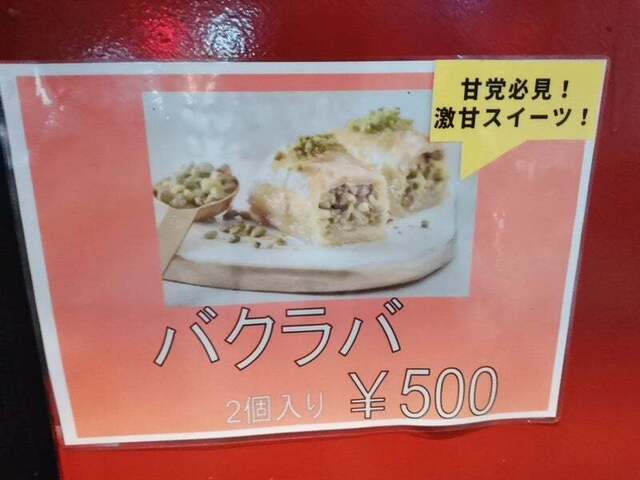 甘党必見！
激甘スイーツ！
バクラバ
2個入り ￥500